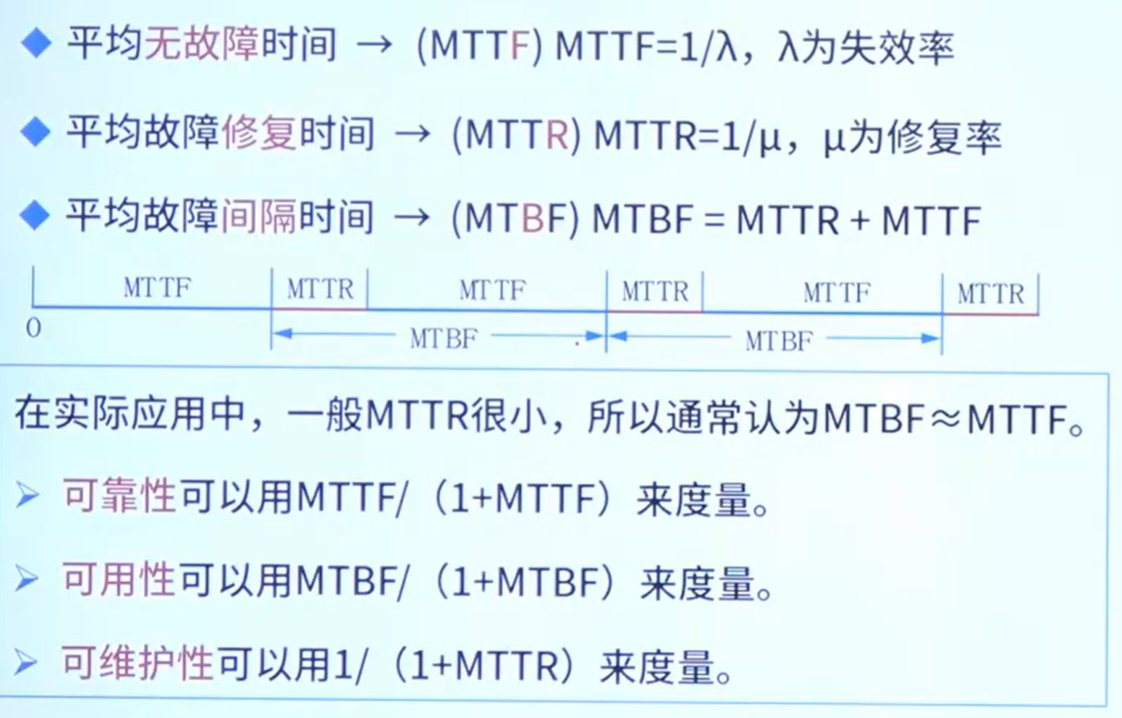 平均无故障时间 → (MTTF) MTTF=1/λ，λ为失效率
平均故障修复时间 → (MTTR) MTTR=1/μ，μ为修复率
平均故障间隔时间 → (MTBF) MTBF = MTTR + MTTF
MTTF MTTR MTTF MTTR MTTF MTTR
0 MTBF MTBF
在实际应用中，一般MTTR很小，所以通常认为MTBF≈MTTF。
可靠性可以用MTTF/（1+MTTF）来度量。
可用性可以用MTBF/（1+MTBF）来度量。
可维护性可以用1/（1+MTTR）来度量。